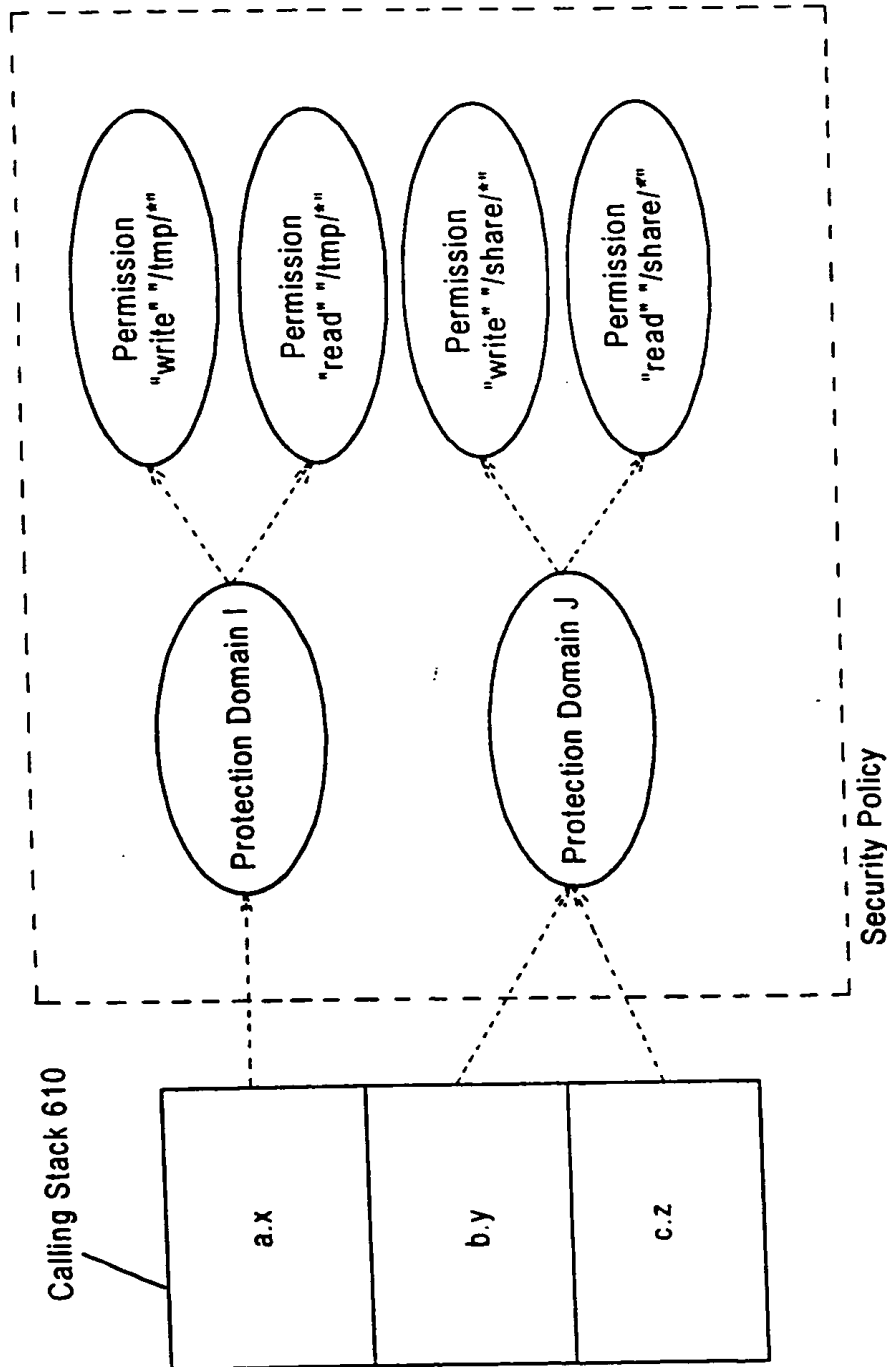 Calling Stack 610
a.x
b.y
c.z
Protection Domain I
Protection Domain J
Permission
"write" "/tmp/*"
Permission
"read" "/tmp/*"
Permission
"write" "/share/*"
Permission
"read" "/share/*"
Security Policy